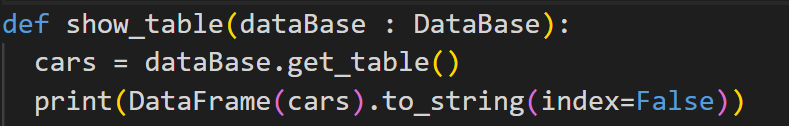 def show_table(dataBase : DataBase):
  cars = dataBase.get_table()
  print(DataFrame(cars).to_string(index=False))